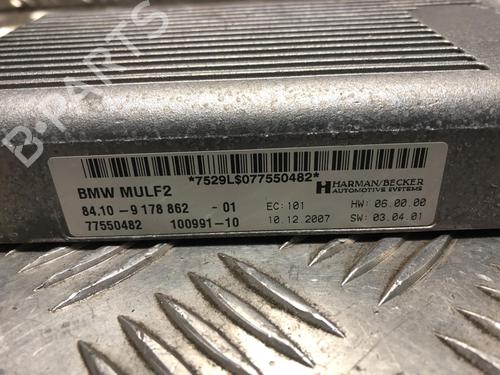 B-PARTS
*7529L$077550482*
BMW MULF2
HARMAN/BECKER
AUTOMOTIVE SYSTEMS
84.10 - 9 178 862 - 01
EC: 101
HW: 06.00.00
77550482 100991-10
10.12.2007
SW: 03.04.01